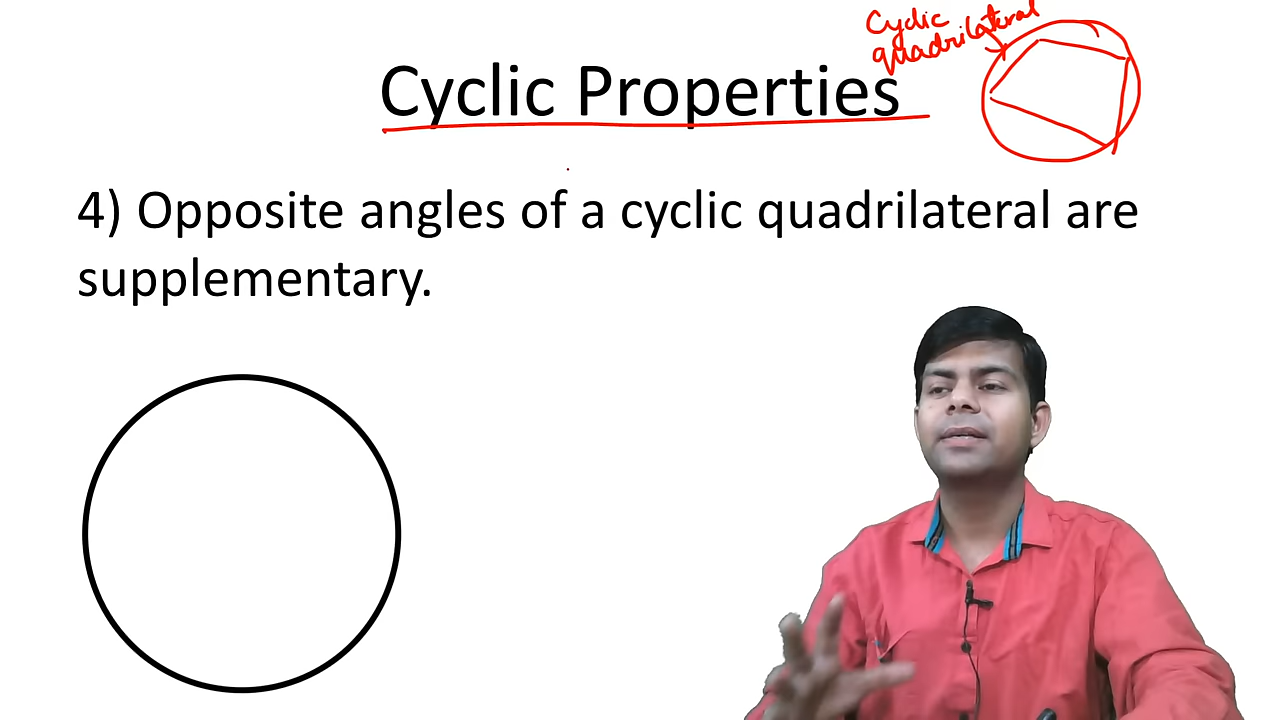 Cyclic
quadrilateral
Cyclic Properties
4) Opposite angles of a cyclic quadrilateral are
supplementary.